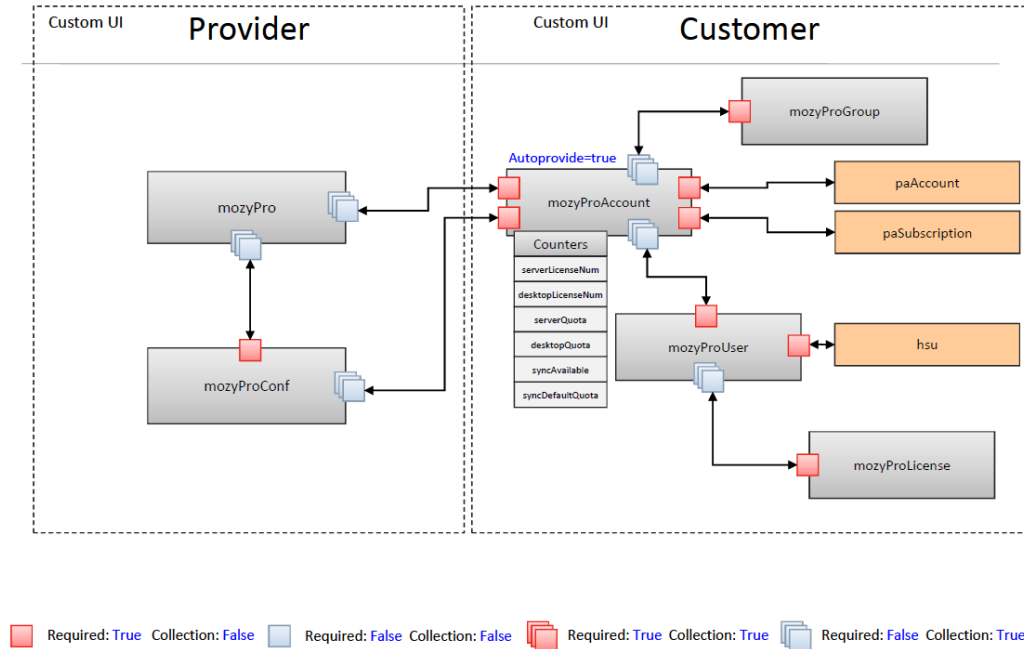 Custom UI
Provider
Custom UI
Customer
mozyProGroup
Autoprovide=true
mozyPro
mozyProAccount
paAccount
paSubscription
Counters
serverLicenseNum
desktopLicenseNum
serverQuota
desktopQuota
syncAvailable
syncDefaultQuota
mozyProUser
hsu
mozyProConf
mozyProLicense
Required: True Collection: False
Required: False Collection: False
Required: True Collection: True
Required: False Collection: True